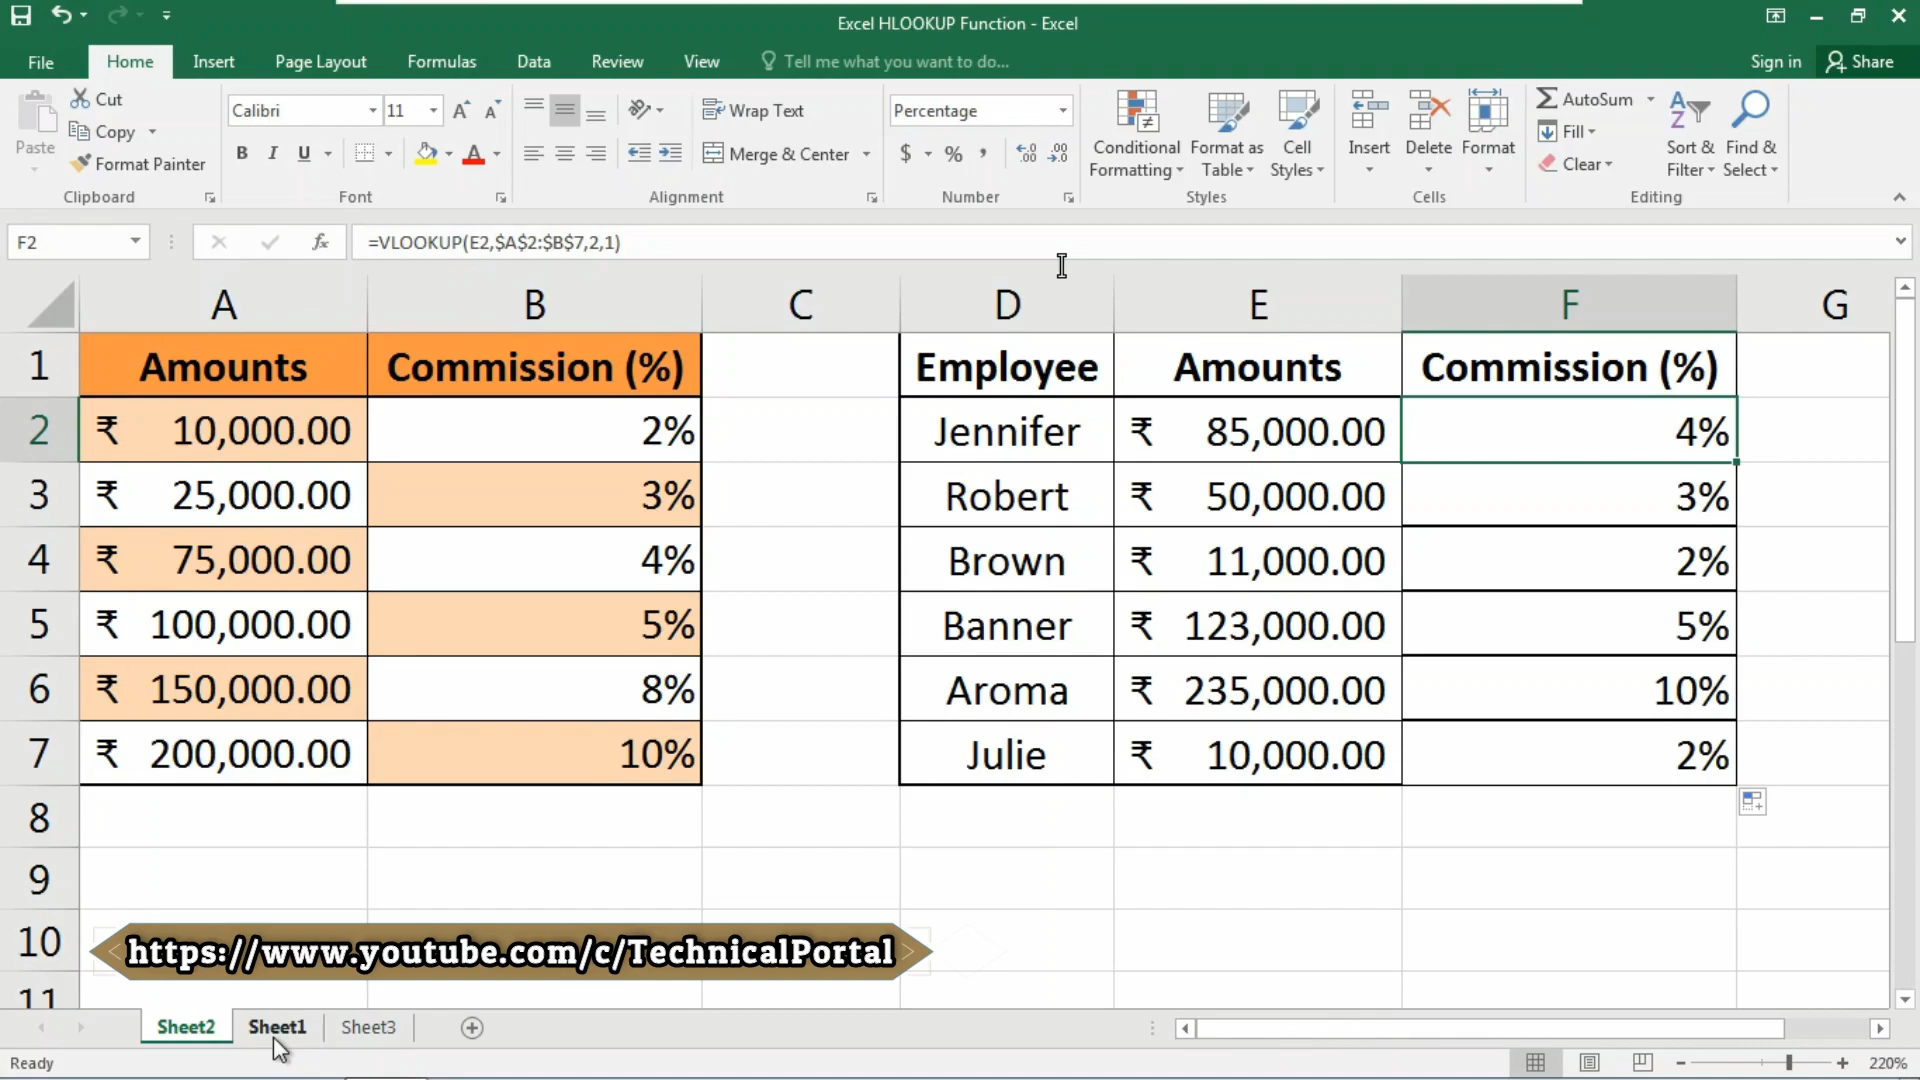 Excel HLOOKUP Function - Excel
File Home Insert Page Layout Formulas Data Review View Tell me what you want to do... Sign in Share
Cut
Copy
Format Painter
Paste
Clipboard
Calibri 11
B I U A
Font
Wrap Text
Merge & Center
Alignment
Percentage
$ % ,
Number
Conditional Formatting
Format as Table
Cell Styles
Styles
Insert Delete Format
Cells
AutoSum
Fill
Clear
Sort & Filter
Find & Select
Editing
F2 fx =VLOOKUP(E2,$A$2:$B$7,2,1)
A B C D E F G
1 Amounts Commission (%) Employee Amounts Commission (%)
2 ₹ 10,000.00 2% Jennifer ₹ 85,000.00 4%
3 ₹ 25,000.00 3% Robert ₹ 50,000.00 3%
4 ₹ 75,000.00 4% Brown ₹ 11,000.00 2%
5 ₹ 100,000.00 5% Banner ₹ 123,000.00 5%
6 ₹ 150,000.00 8% Aroma ₹ 235,000.00 10%
7 ₹ 200,000.00 10% Julie ₹ 10,000.00 2%
8
9
10
https://www.youtube.com/c/TechnicalPortal
11
Sheet2 Sheet1 Sheet3
Ready 220%